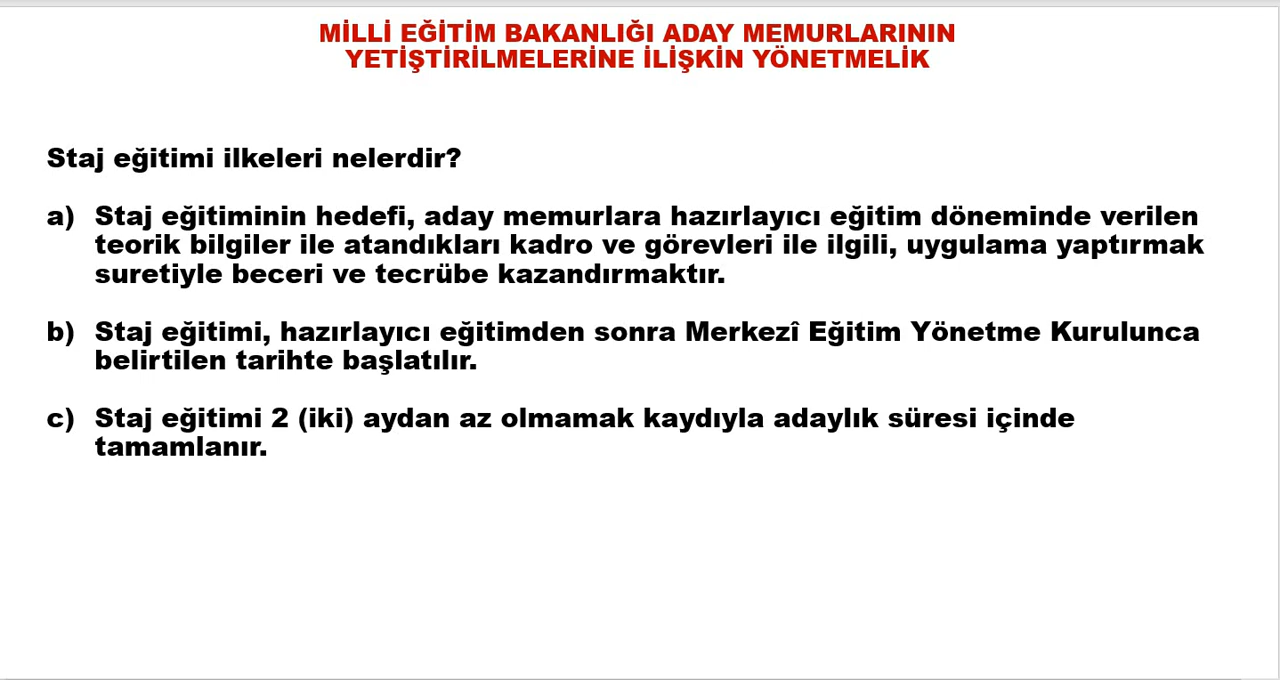 MİLLİ EĞİTİM BAKANLIĞI ADAY MEMURLARININ
YETİŞTİRİLMELERİNE İLİŞKİN YÖNETMELİK
Staj eğitimi ilkeleri nelerdir?
a) Staj eğitiminin hedefi, aday memurlara hazırlayıcı eğitim döneminde verilen
teorik bilgiler ile atandıkları kadro ve görevleri ile ilgili, uygulama yaptırmak
suretiyle beceri ve tecrübe kazandırmaktır.
b) Staj eğitimi, hazırlayıcı eğitimden sonra Merkezî Eğitim Yönetme Kurulunca
belirtilen tarihte başlatılır.
c) Staj eğitimi 2 (iki) aydan az olmamak kaydıyla adaylık süresi içinde
tamamlanır.